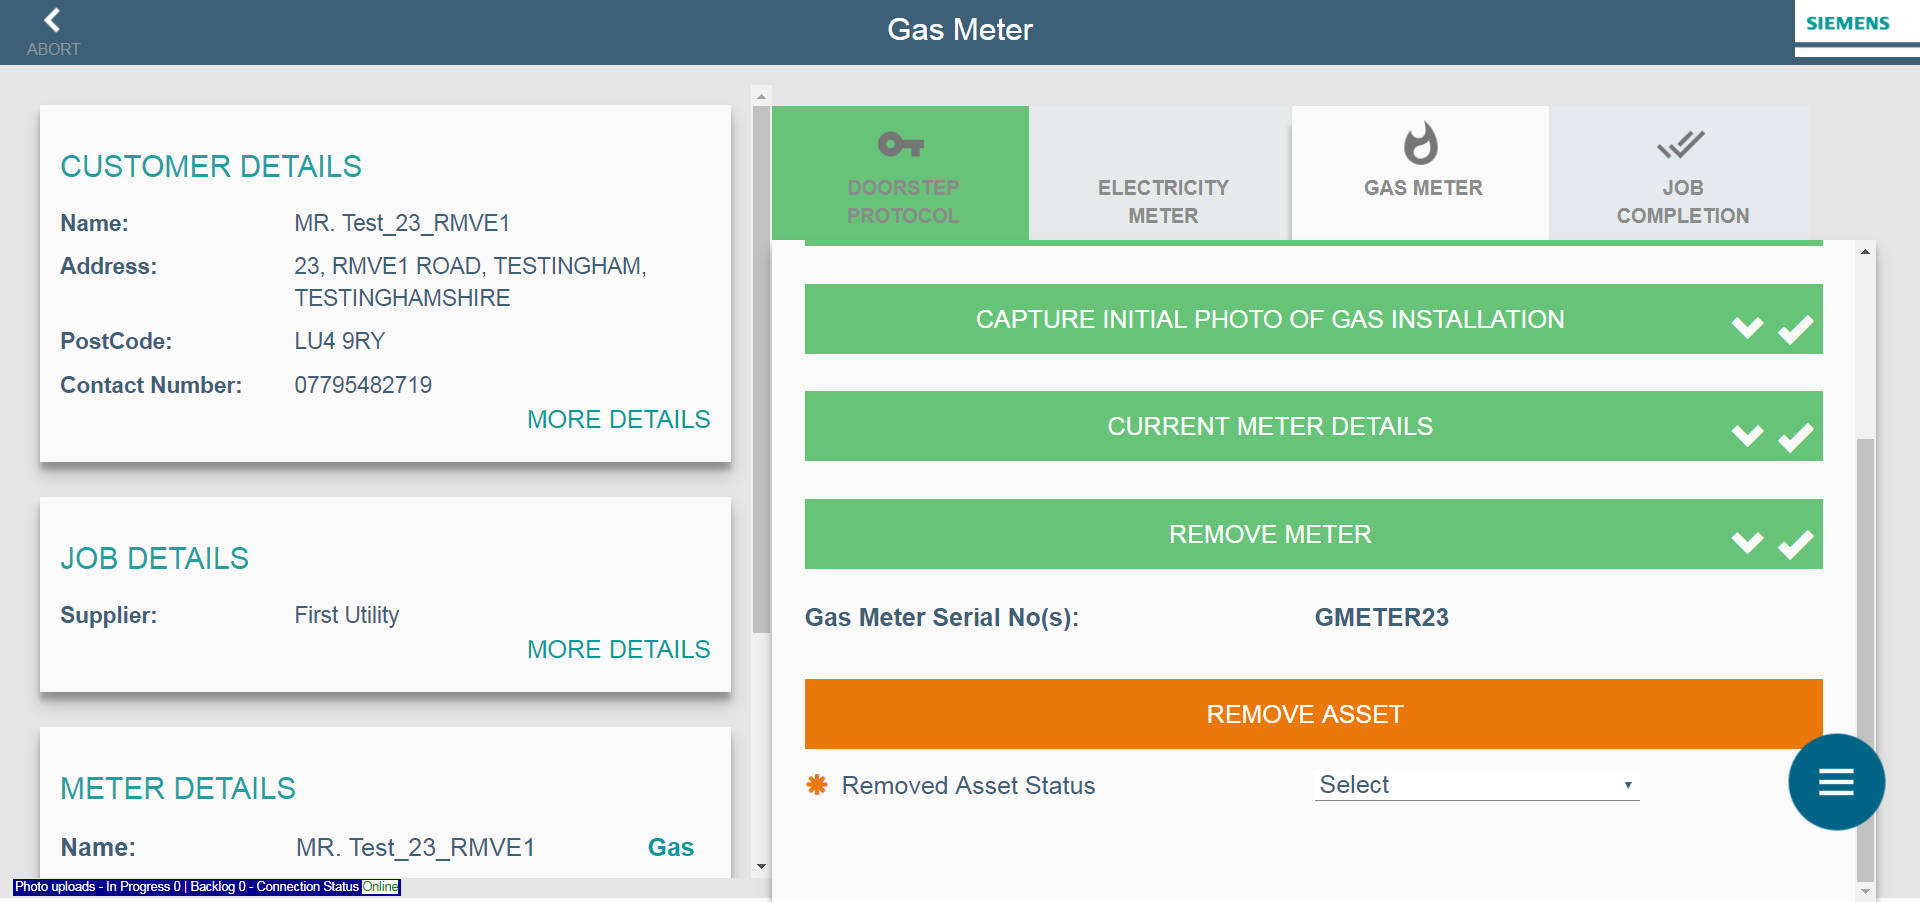 ABORT
Gas Meter
SIEMENS
CUSTOMER DETAILS
Name: MR. Test_23_RMVE1
Address: 23, RMVE1 ROAD, TESTINGHAM,
TESTINGHAMSHIRE
PostCode: LU4 9RY
Contact Number: 07795482719
MORE DETAILS
JOB DETAILS
Supplier: First Utility
MORE DETAILS
METER DETAILS
Name: MR. Test_23_RMVE1 Gas
Photo uploads - In Progress 0 | Backlog 0 - Connection Status Online
DOORSTEP
PROTOCOL
ELECTRICITY
METER
GAS METER
JOB
COMPLETION
CAPTURE INITIAL PHOTO OF GAS INSTALLATION
CURRENT METER DETAILS
REMOVE METER
Gas Meter Serial No(s): GMETER23
REMOVE ASSET
✱ Removed Asset Status Select